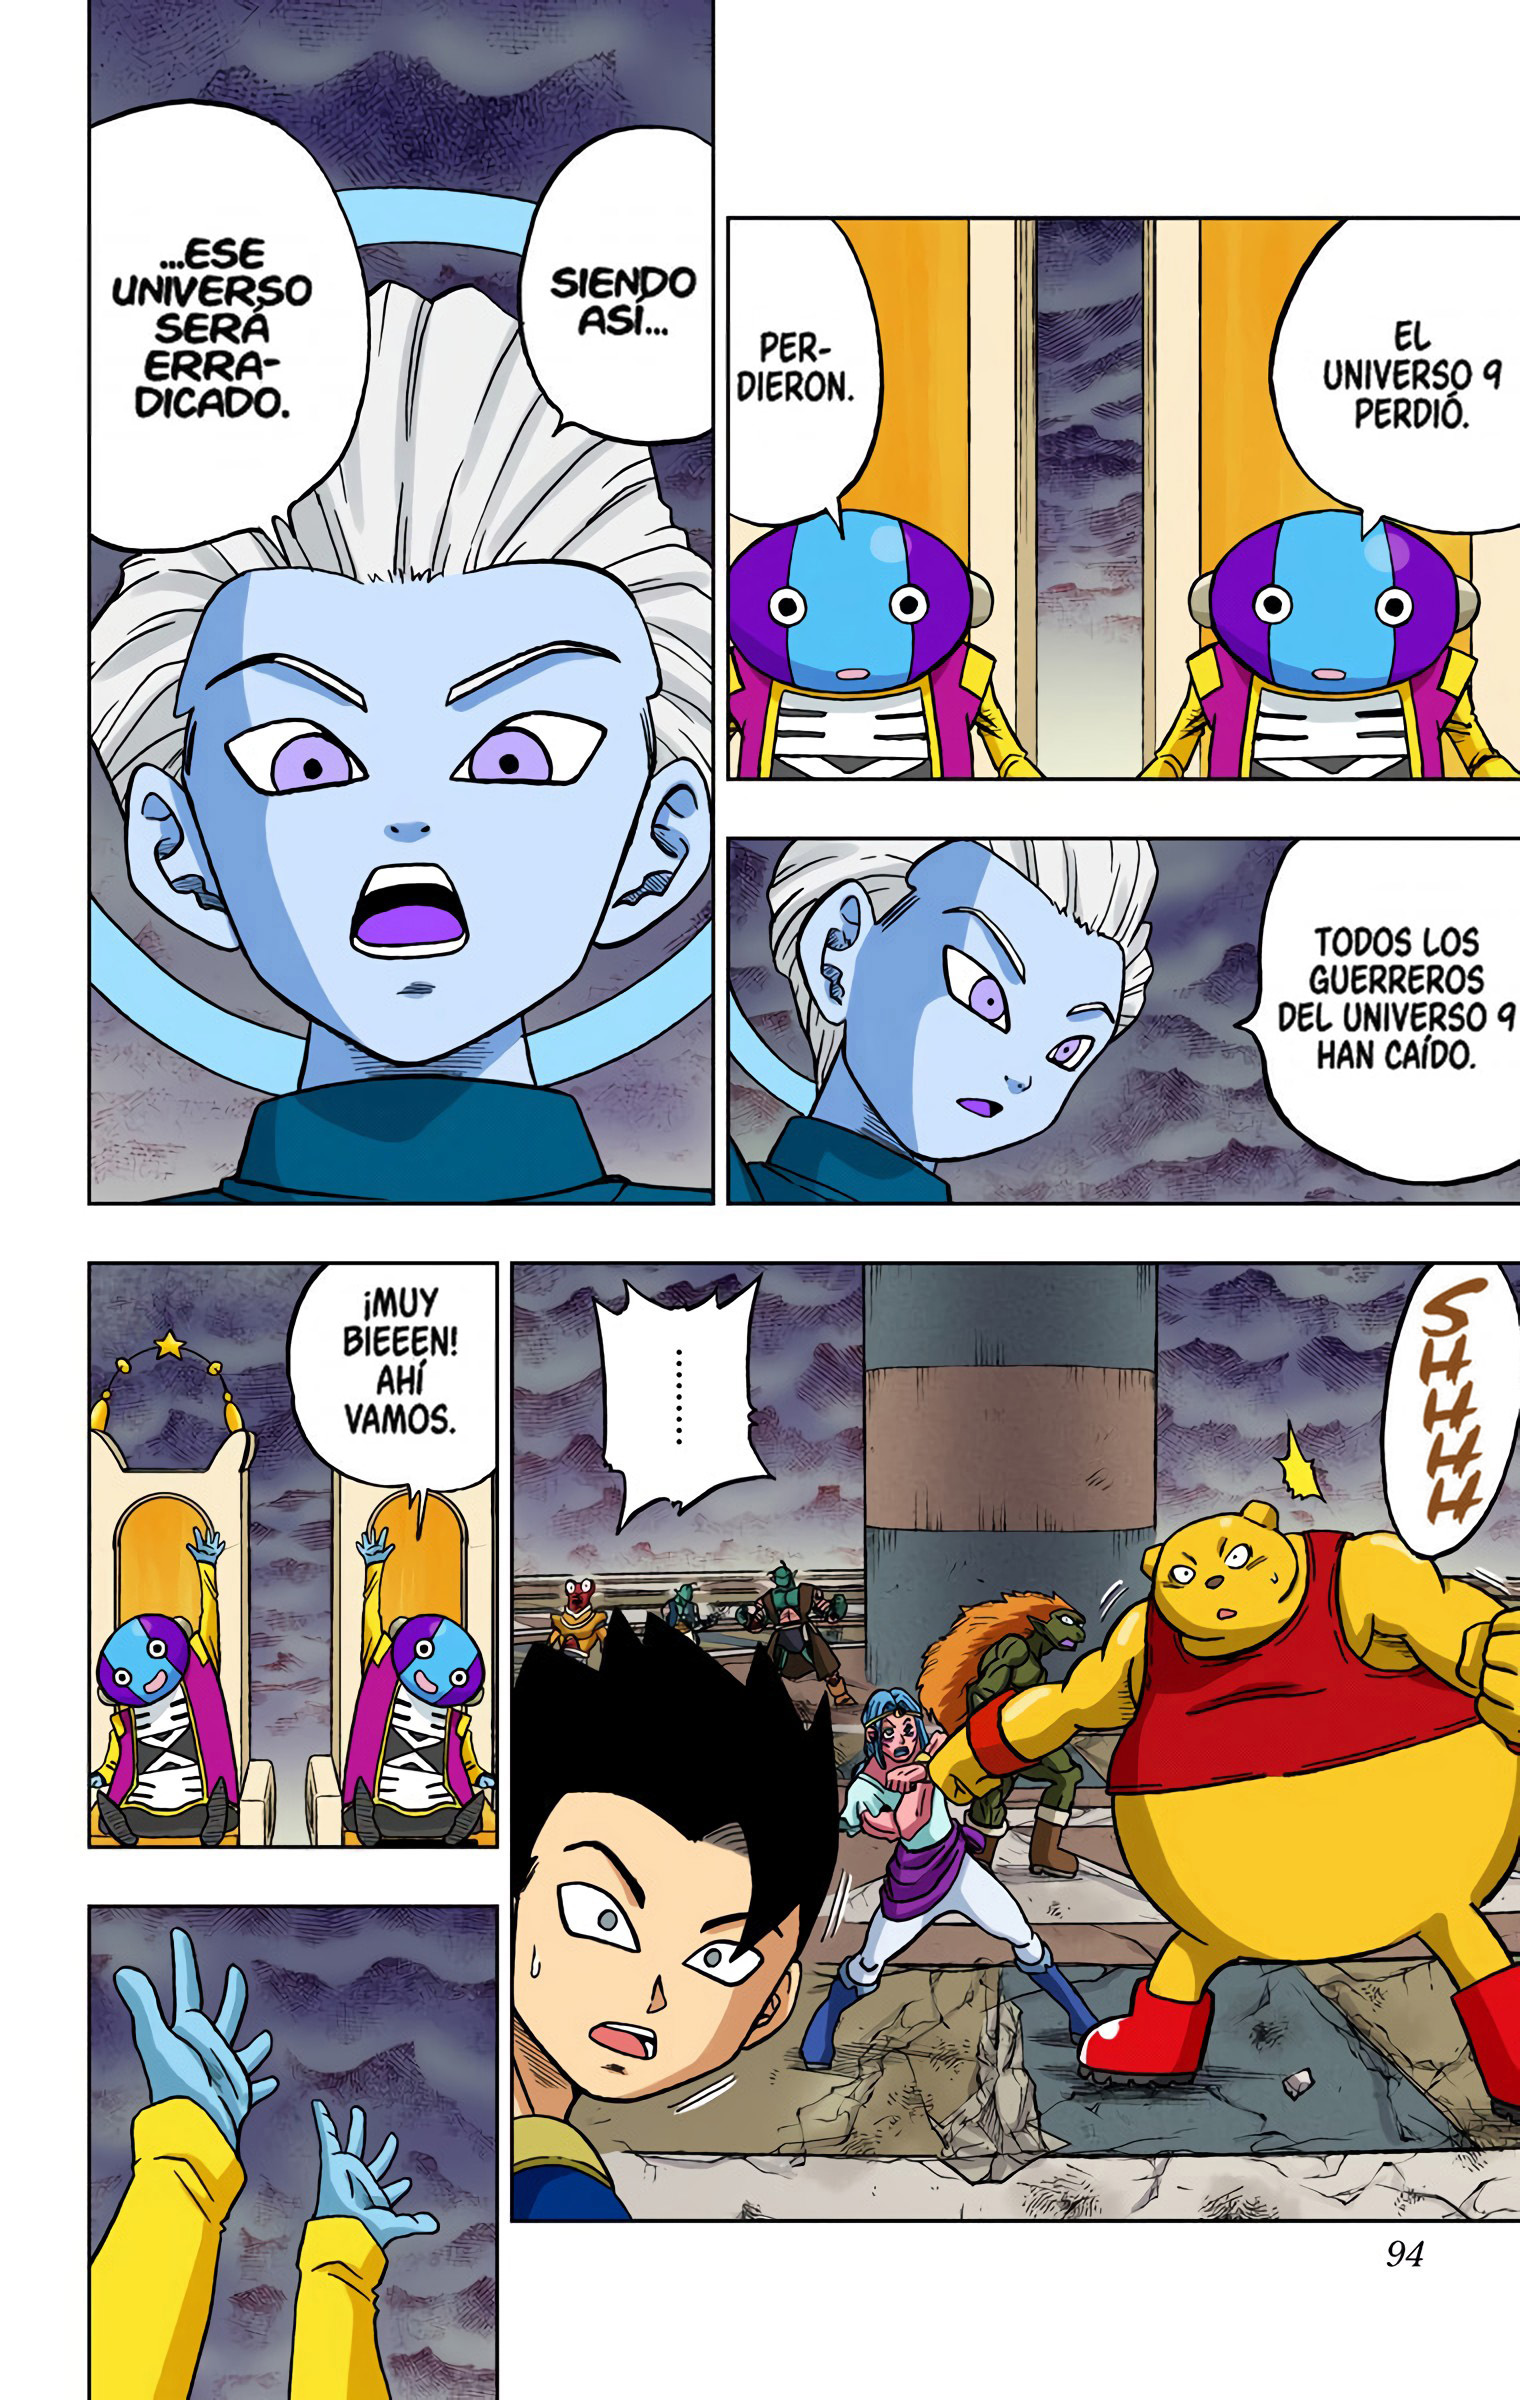 EL
UNIVERSO 9
PERDIÓ.
PER-
DIERON.
TODOS LOS
GUERREROS
DEL UNIVERSO 9
HAN CAÍDO.
SIENDO
ASÍ...
...ESE
UNIVERSO
SERÁ
ERRA-
DICADO.
SHHHH
.......
¡MUY
BIEEEN!
AHÍ
VAMOS.
94